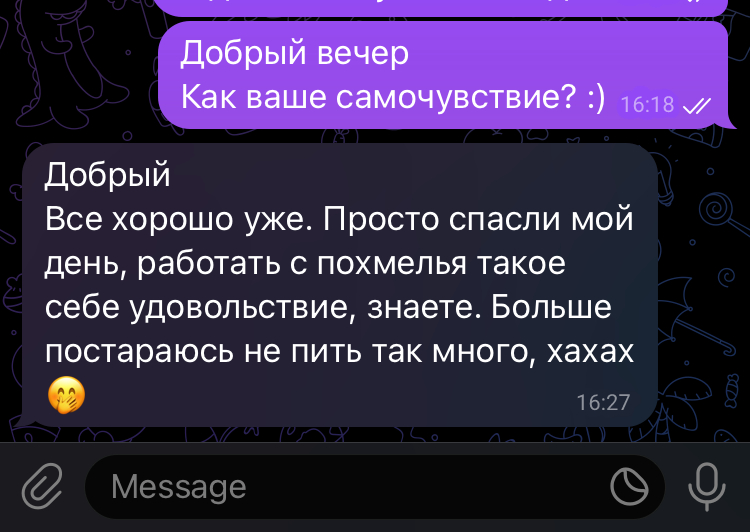 Добрый вечер
Как ваше самочувствие? :) 16:18
Добрый
Все хорошо уже. Просто спасли мой
день, работать с похмелья такое
себе удовольствие, знаете. Больше
постараюсь не пить так много, хахах
🤭 16:27
Message